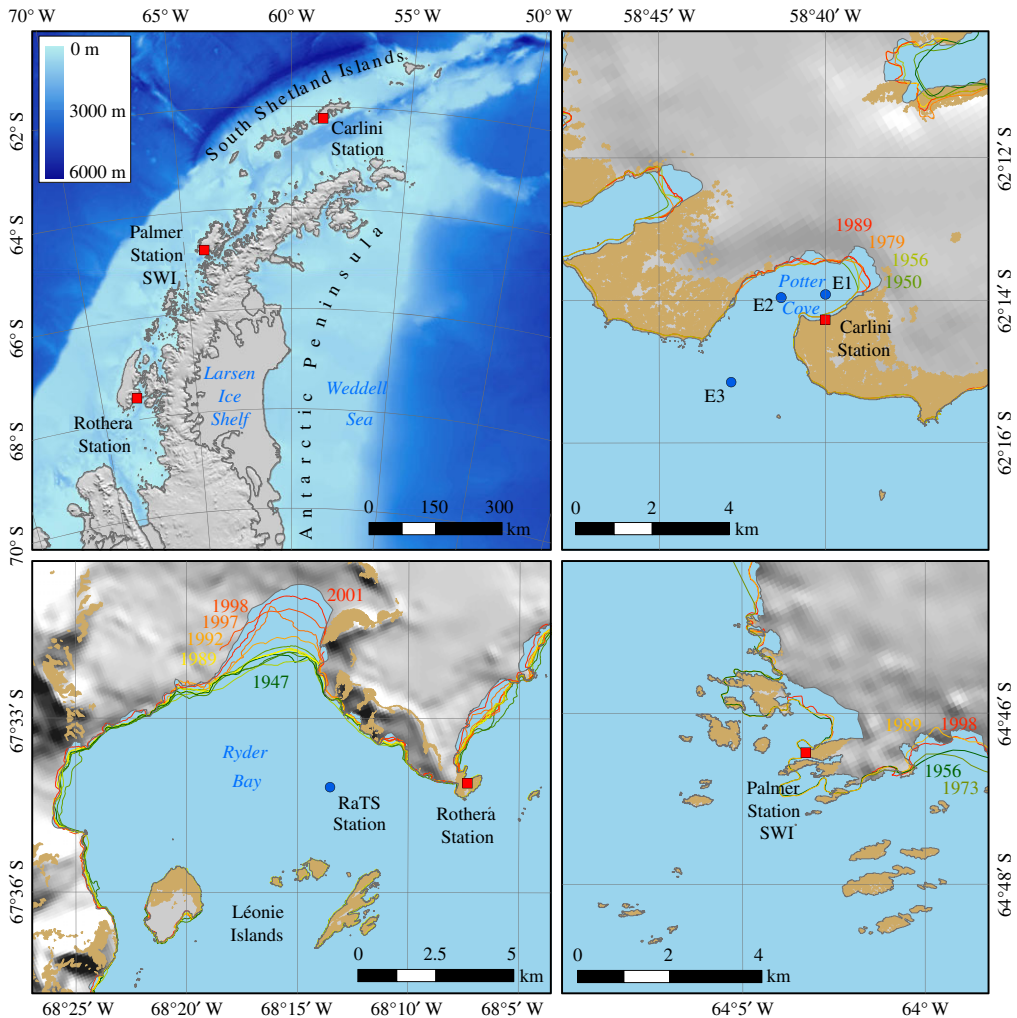 70° W
65° W
60° W
55° W
50° W
0 m
3000 m
6000 m
South Shetland Islands
Carlini
Station
Palmer
Station
SWI
Larsen
Ice
Shelf
Antarctic Peninsula
Weddell
Sea
Rothera
Station
0 150 300
km
62° S
64° S
66° S
68° S
70° S
58°45' W
58°40' W
1989
1979
1956
1950
Potter
Cove
E1
E2
E3
Carlini
Station
0 2 4
km
62°12' S
62°14' S
62°16' S
2001
1998
1997
1992
1989
1947
Ryder
Bay
RaTS
Station
Rothera
Station
Léonie
Islands
0 2.5 5
km
67°33' S
67°36' S
68°25' W
68°20' W
68°15' W
68°10' W
1989
1998
1956
1973
Palmer
Station
SWI
0 2 4
km
64°46' S
64°48' S
64°4' W
64°0' W